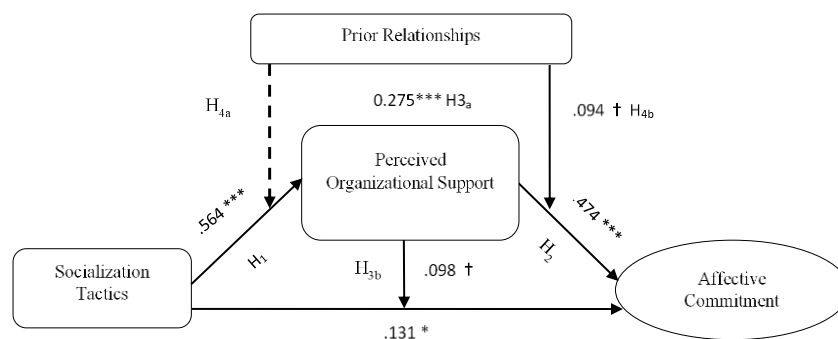 Prior Relationships
H4a
0.275*** H3a
.094 † H4b
Perceived
Organizational Support
.564 ***
.474 ***
H1
H2
Socialization
Tactics
H3b
.098 †
Affective
Commitment
.131 *